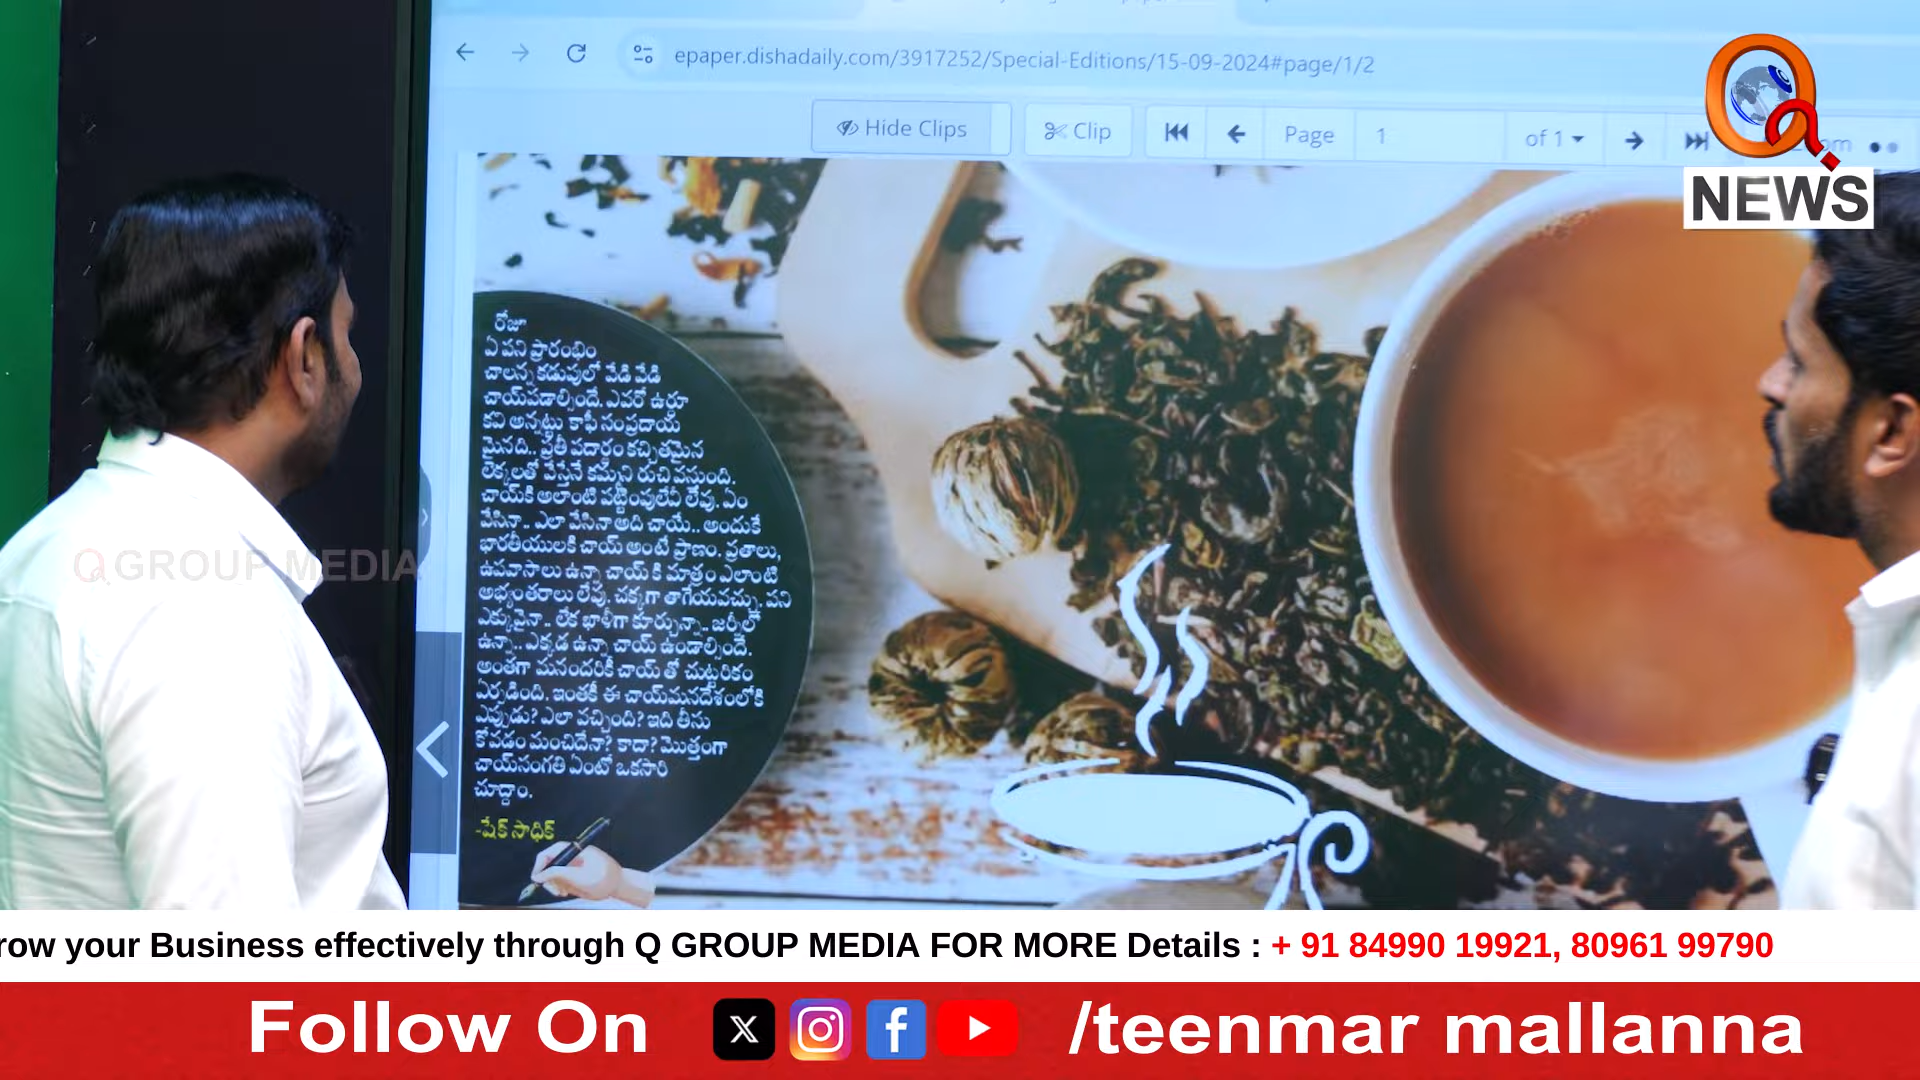 epaper.dishadaily.com/3917252/Special-Editions/15-09-2024#page/1/2
Hide Clips
Clip
Page
1
of 1
NEWS
రోజూ
ఏ పని ప్రారంభిం
చాలన్న కడుపులో వేడి వేడి
చాయ్‌పడాల్సిందే. ఎవరో ఉర్దూ
కవి అన్నట్టు కాఫీ సంప్రదాయ
మైనది.. ప్రతీ పదార్థం కచ్చితమైన
లెక్కలతో వేస్తేనే కమ్మని రుచి వస్తుంది.
చాయ్‌కి అలాంటి పట్టింపులేవీ లేవు. ఏం
వేసినా.. ఎలా వేసినా అది చాయే.. అందుకే
భారతీయులకి చాయ్ అంటే ప్రాణం. వ్రతాలు,
ఉపవాసాలు ఉన్నా చాయ్ కి మాత్రం ఎలాంటి
అభ్యంతరాలు లేవు. చక్కగా తాగేయవచ్చు. పని
ఎక్కువైనా.. లేక ఖాళీగా కూర్చున్నా.. జర్నీలో
ఉన్నా.. ఎక్కడ ఉన్నా చాయ్ ఉండాల్సిందే.
అంతగా మనందరికీ చాయ్ తో చుట్టరికం
ఏర్పడింది. ఇంతకీ ఈ చాయ్‌మనదేశంలోకి
ఎప్పుడు? ఎలా వచ్చింది? ఇది తీసు
కోవడం మంచిదేనా? కాదా? మొత్తంగా
చాయ్‌సంగతి ఏంటో ఒకసారి
చూద్దాం.
-షేక్ సాధిక్
Q GROUP MEDIA
row your Business effectively through Q GROUP MEDIA FOR MORE Details : + 91 84990 19921, 80961 99790
Follow On /teenmar mallanna